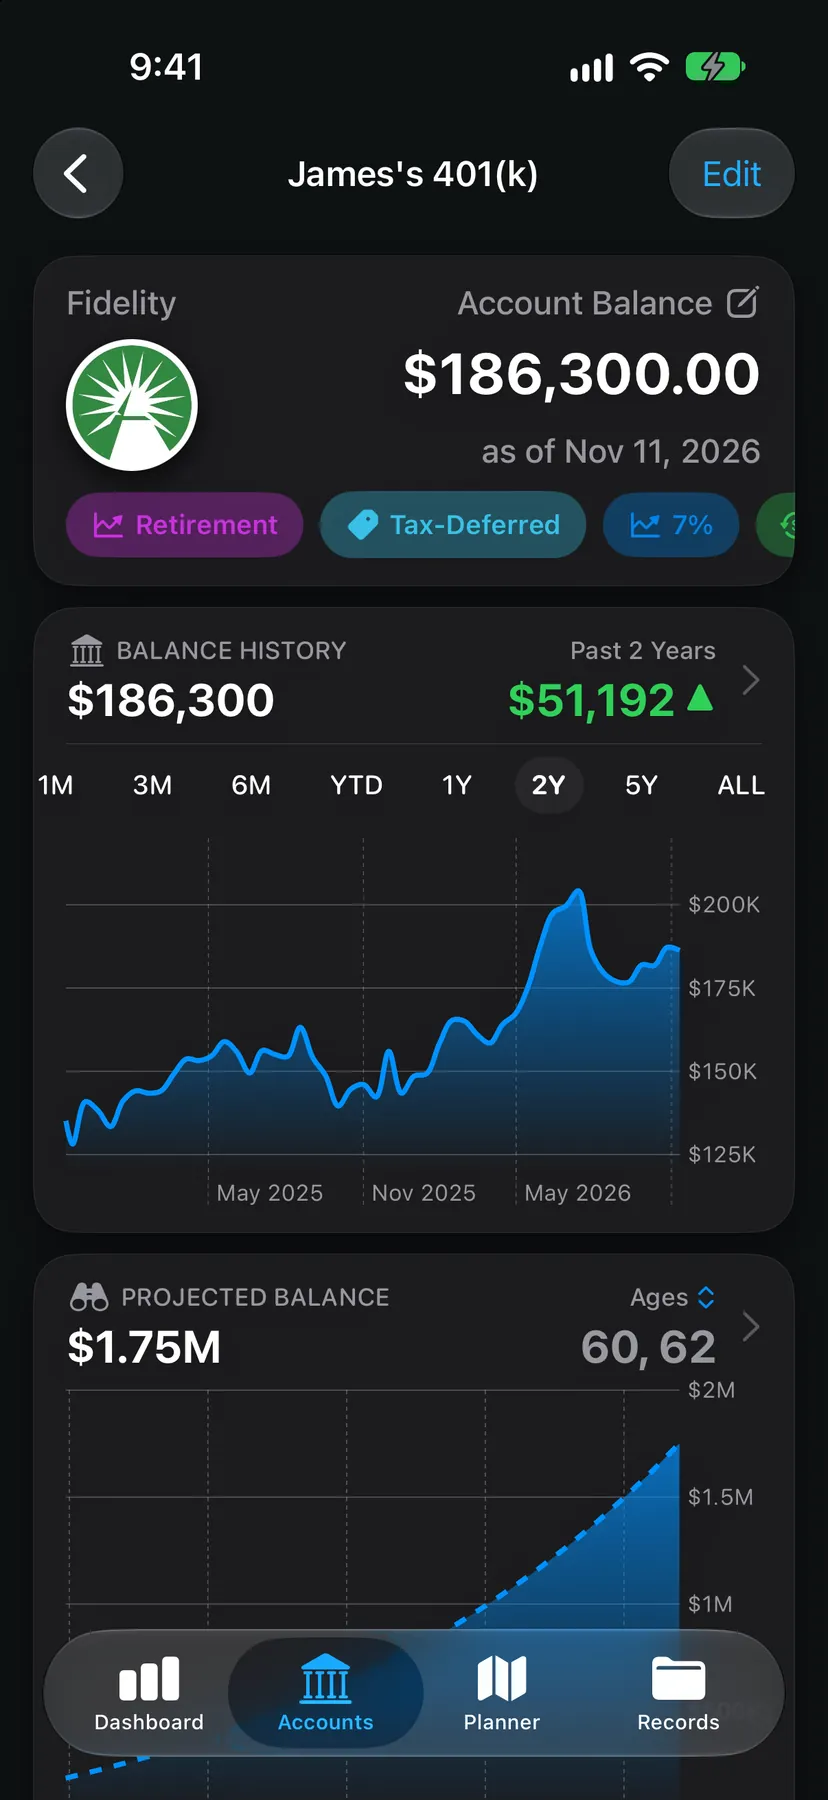 9:41
James's 401(k)
Edit
Fidelity
Account Balance
$186,300.00
as of Nov 11, 2026
Retirement
Tax-Deferred
7%
BALANCE HISTORY
Past 2 Years
$186,300
$51,192
1M 3M 6M YTD 1Y 2Y 5Y ALL
$200K
$175K
$150K
$125K
May 2025 Nov 2025 May 2026
PROJECTED BALANCE
Ages
$1.75M
60, 62
$2M
$1.5M
$1M
Dashboard Accounts Planner Records